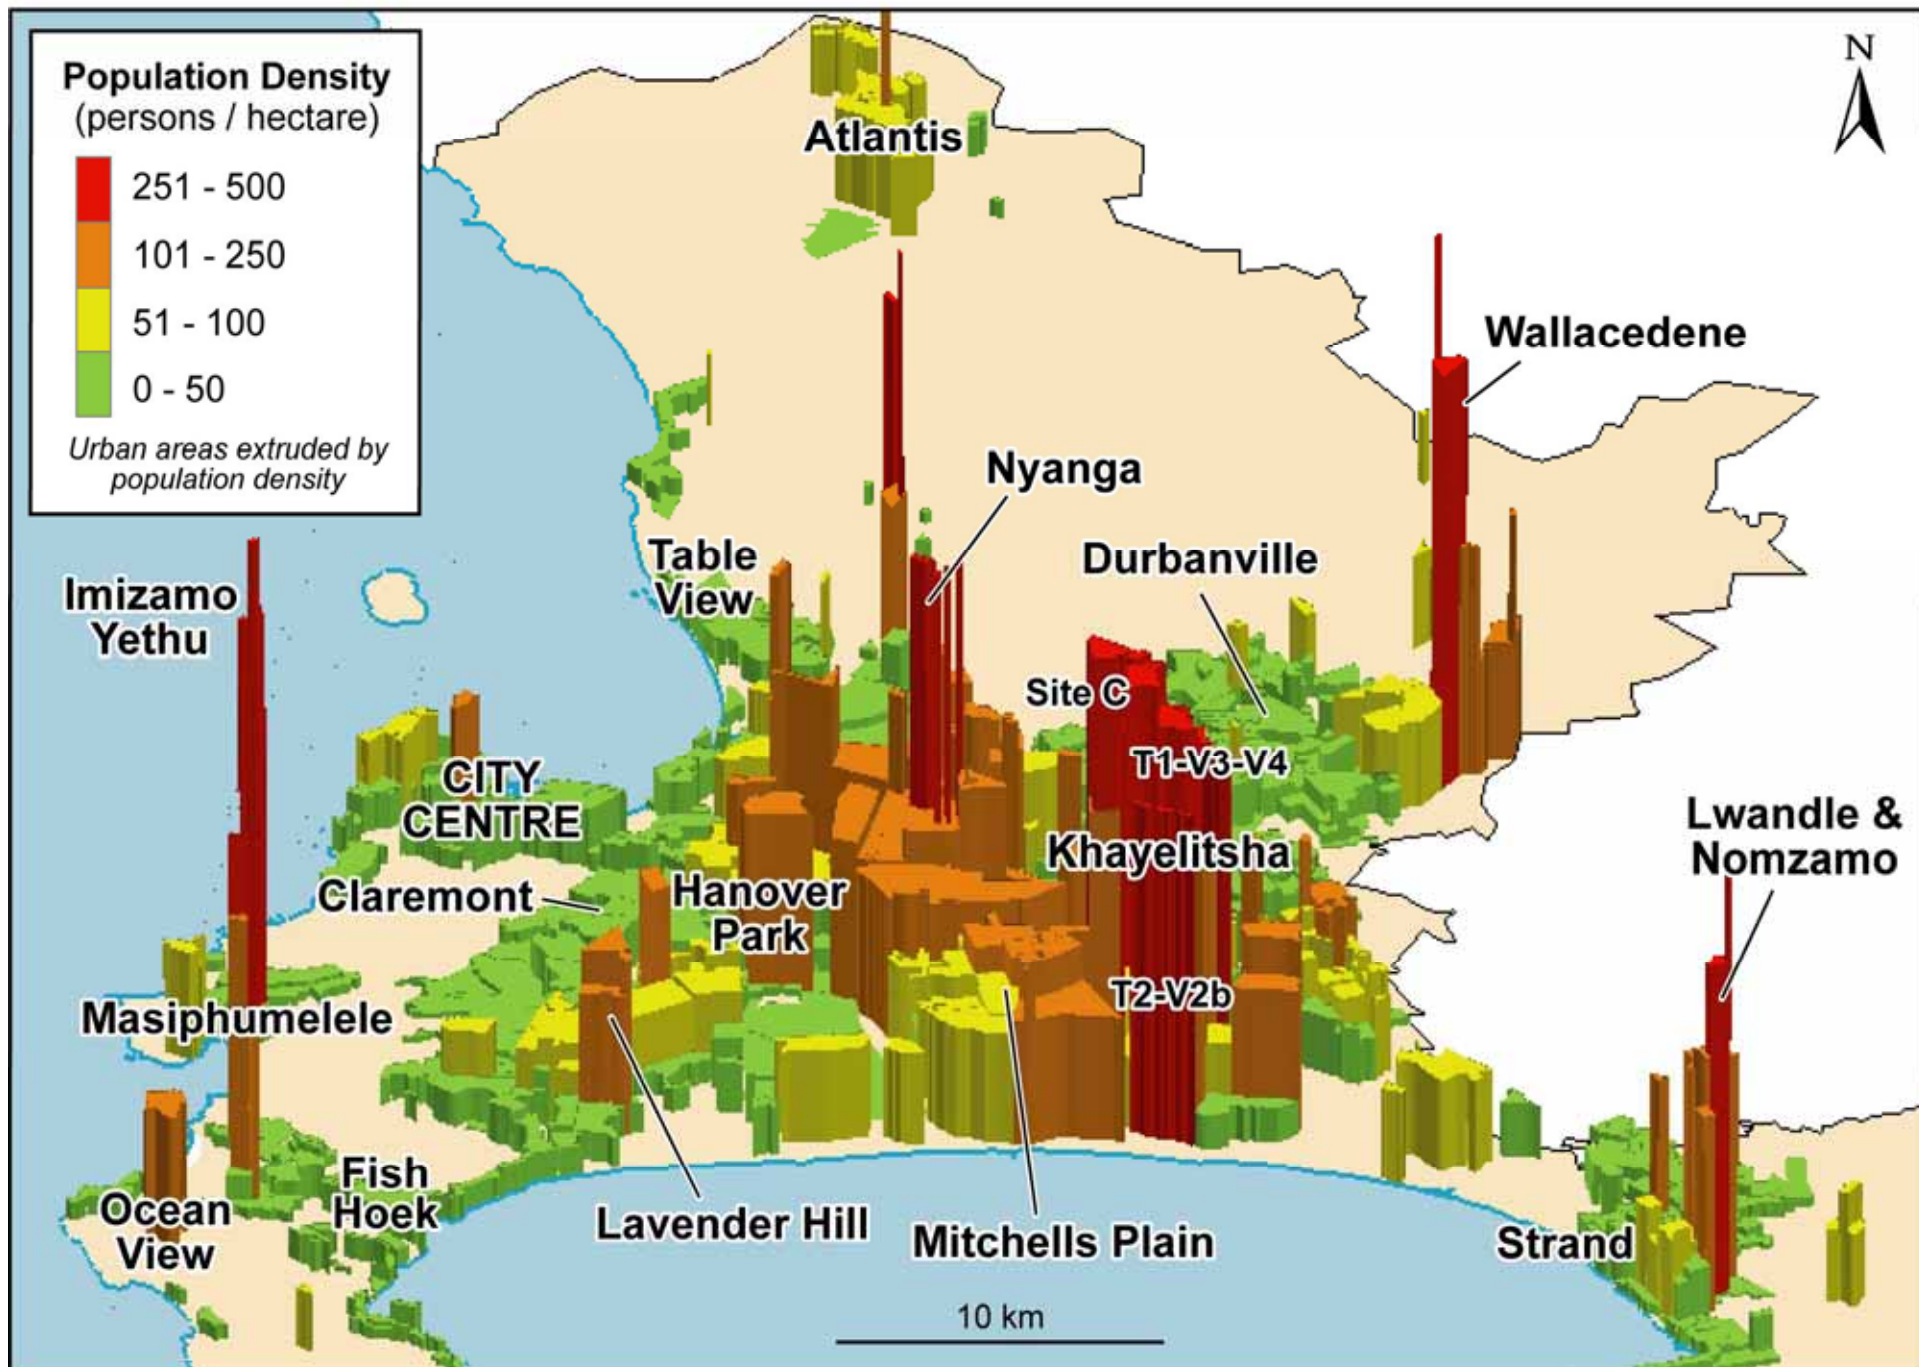 Population Density
(persons / hectare)
251 - 500
101 - 250
51 - 100
0 - 50
Urban areas extruded by
population density
N
Atlantis
Wallacedene
Nyanga
Durbanville
Table
View
Imizamo
Yethu
Site C
T1-V3-V4
CITY
CENTRE
Khayelitsha
Lwandle &
Nomzamo
Claremont
Hanover
Park
T2-V2b
Masiphumelele
Fish
Hoek
Ocean
View
Lavender Hill
Mitchells Plain
Strand
10 km